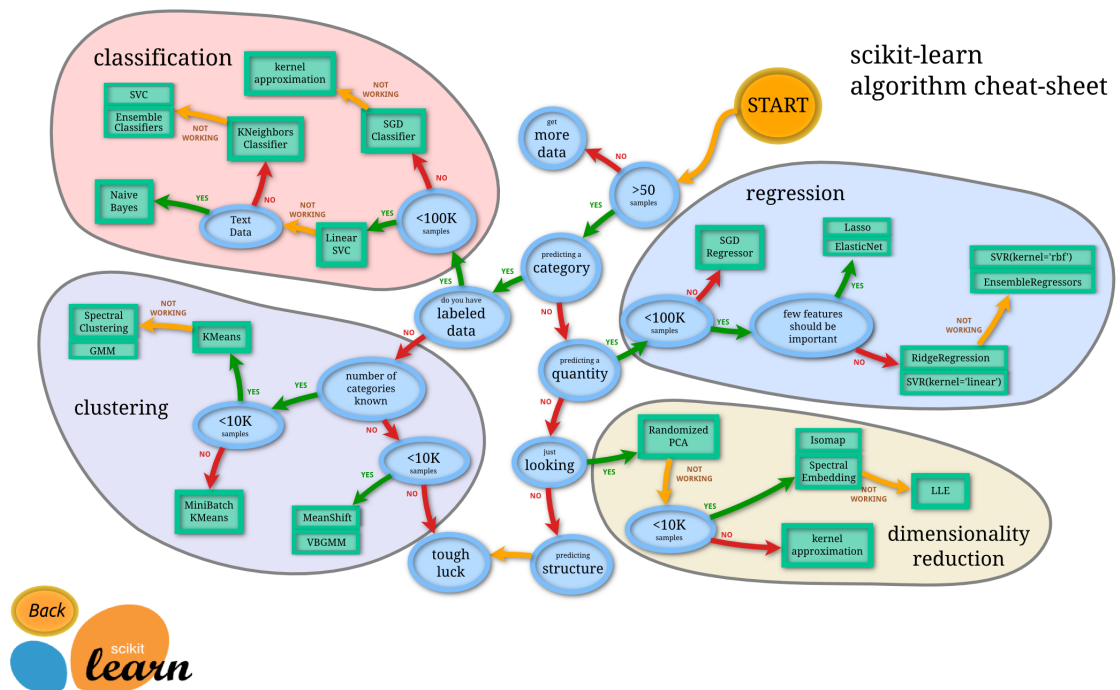 scikit-learn
algorithm cheat-sheet
START
>50
samples
NO
get
more
data
YES
predicting a
category
YES
do you have
labeled
data
YES
NO
NO
predicting a
quantity
YES
NO
just
looking
YES
NO
predicting
structure
tough
luck
classification
<100K
samples
YES
NO
SGD
Classifier
NOT
WORKING
kernel
approximation
Linear
SVC
NOT
WORKING
Text
Data
YES
NO
Naive
Bayes
KNeighbors
Classifier
NOT
WORKING
SVC
Ensemble
Classifiers
clustering
number of
categories
known
YES
NO
<10K
samples
YES
NO
KMeans
NOT
WORKING
Spectral
Clustering
GMM
MiniBatch
KMeans
<10K
samples
YES
NO
MeanShift
VBGMM
regression
<100K
samples
NO
YES
SGD
Regressor
few features
should be
important
YES
NO
Lasso
ElasticNet
RidgeRegression
SVR(kernel='linear')
NOT
WORKING
SVR(kernel='rbf')
EnsembleRegressors
dimensionality
reduction
Randomized
PCA
NOT
WORKING
<10K
samples
YES
NO
Isomap
Spectral
Embedding
NOT
WORKING
LLE
kernel
approximation
Back
scikit
learn